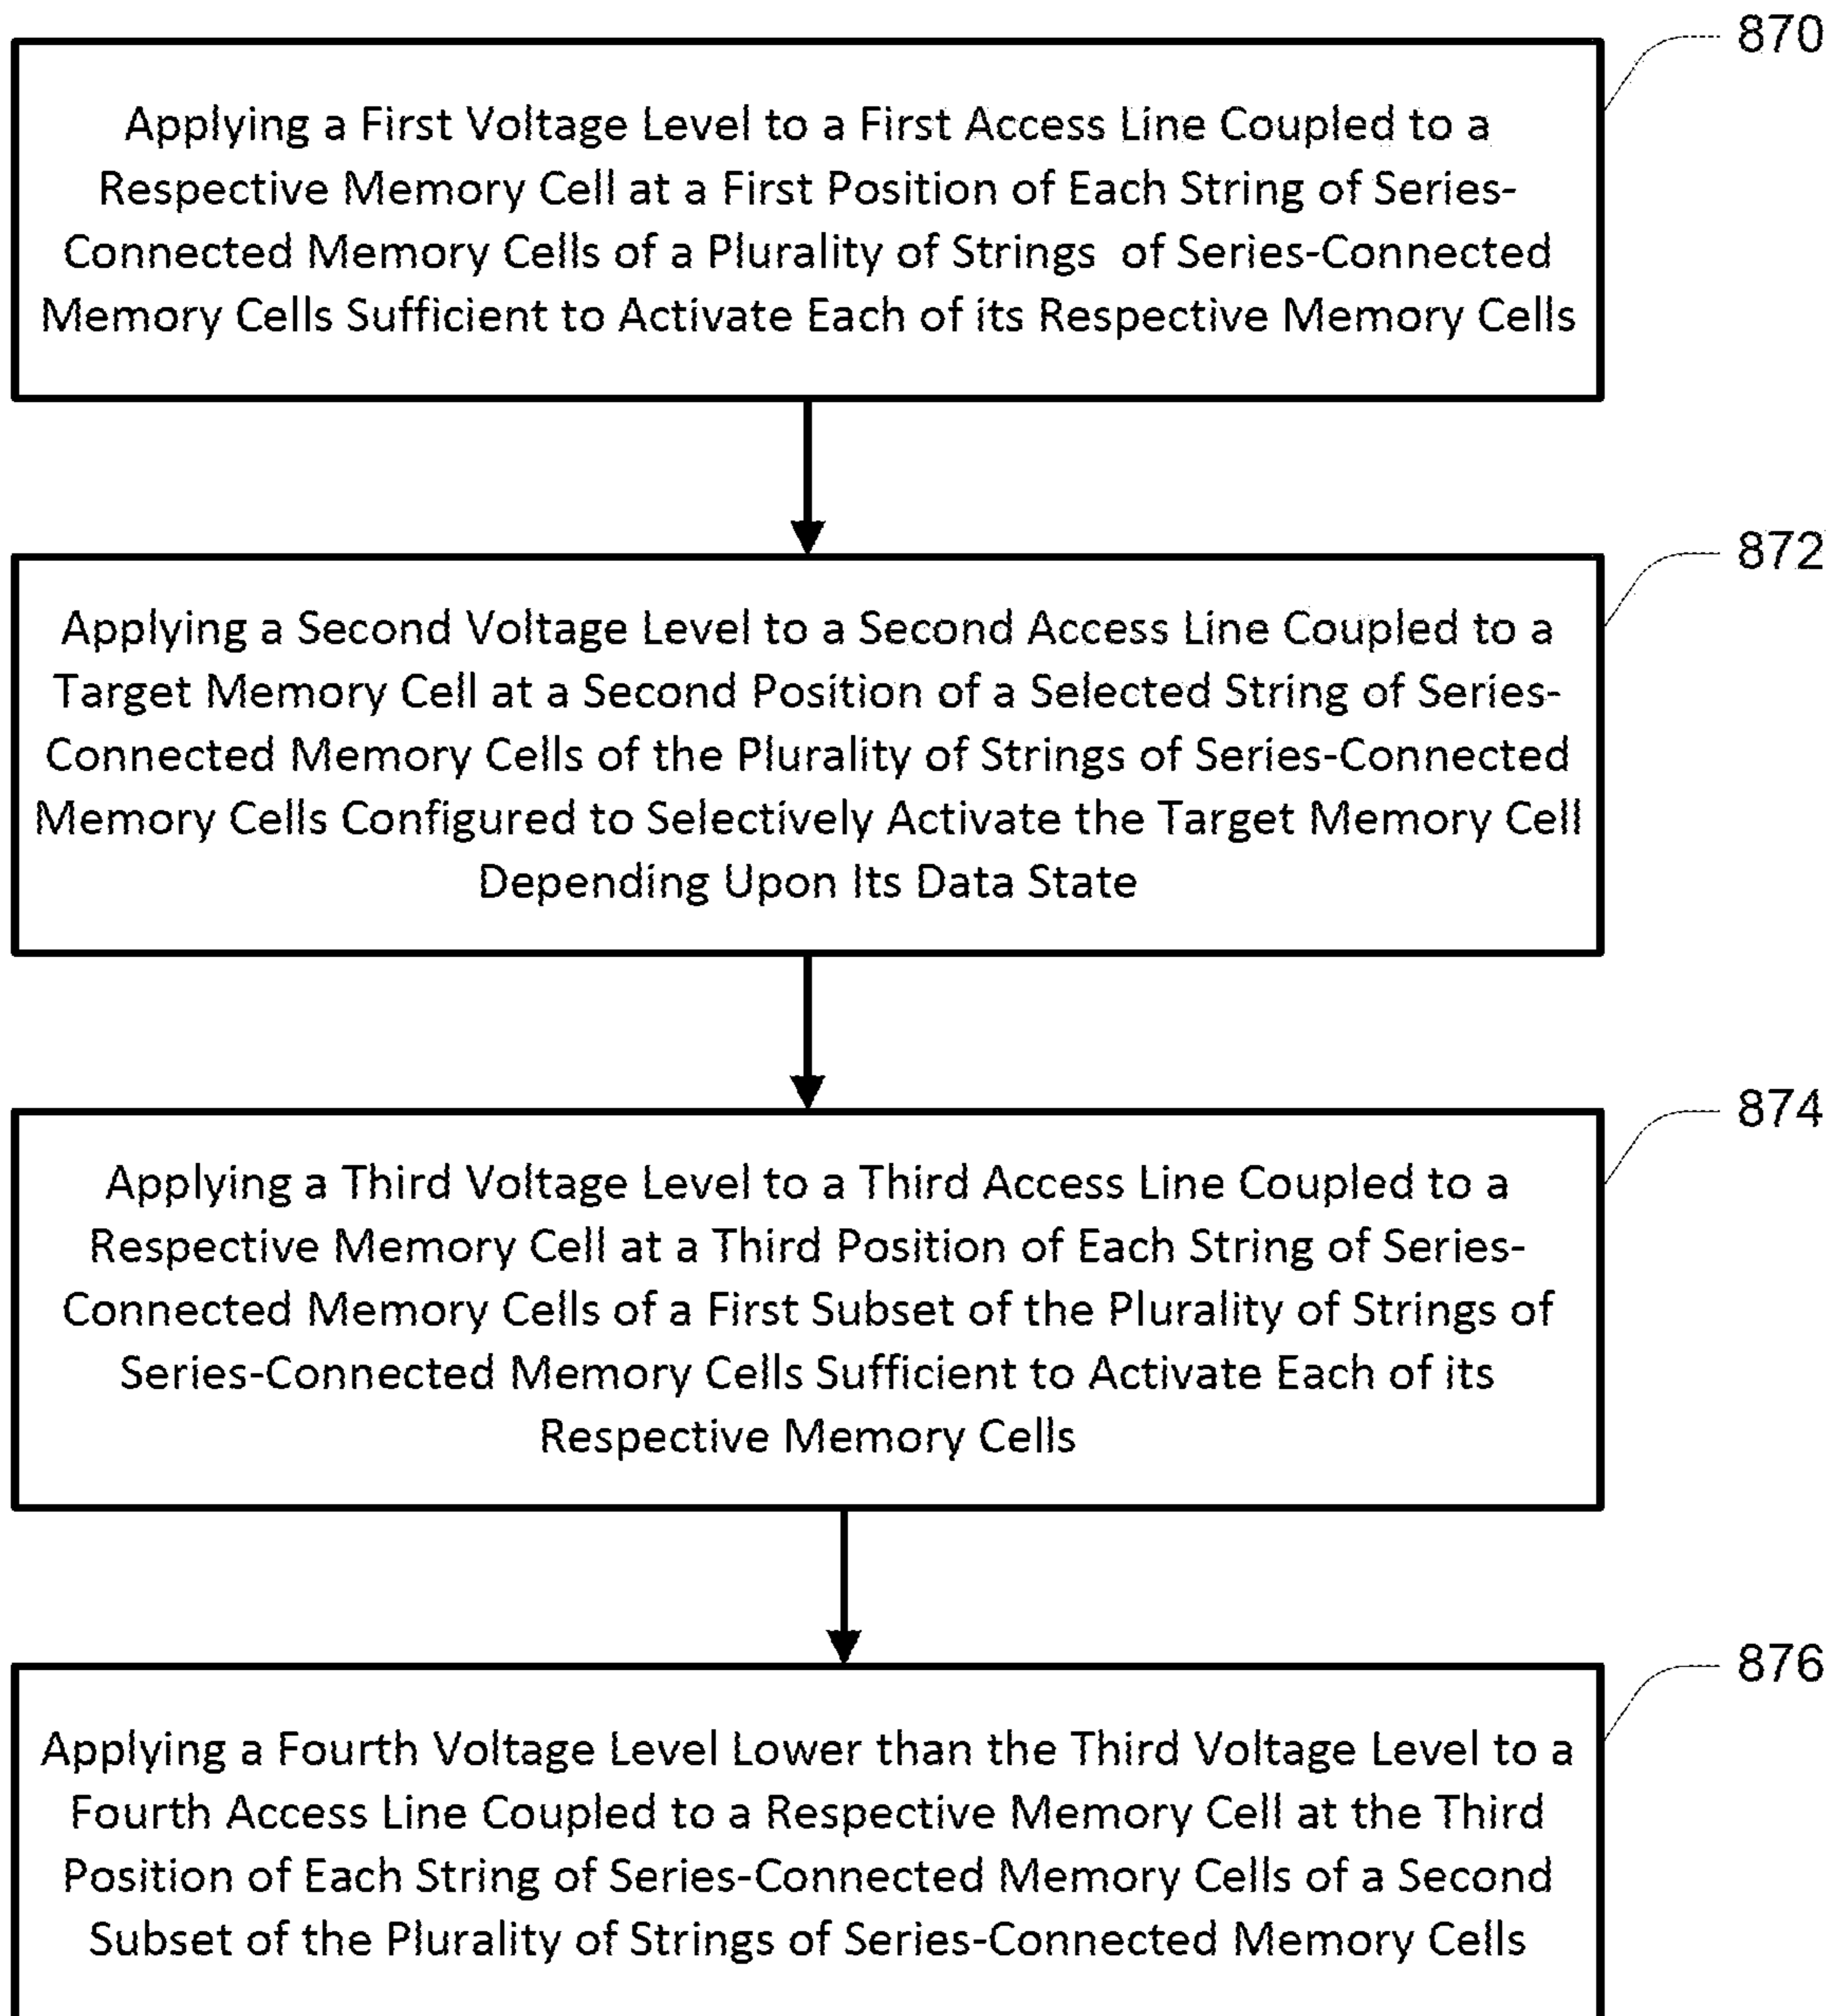 870
Applying a First Voltage Level to a First Access Line Coupled to a
Respective Memory Cell at a First Position of Each String of Series-
Connected Memory Cells of a Plurality of Strings of Series-Connected
Memory Cells Sufficient to Activate Each of its Respective Memory Cells
872
Applying a Second Voltage Level to a Second Access Line Coupled to a
Target Memory Cell at a Second Position of a Selected String of Series-
Connected Memory Cells of the Plurality of Strings of Series-Connected
Memory Cells Configured to Selectively Activate the Target Memory Cell
Depending Upon Its Data State
874
Applying a Third Voltage Level to a Third Access Line Coupled to a
Respective Memory Cell at a Third Position of Each String of Series-
Connected Memory Cells of a First Subset of the Plurality of Strings of
Series-Connected Memory Cells Sufficient to Activate Each of its
Respective Memory Cells
876
Applying a Fourth Voltage Level Lower than the Third Voltage Level to a
Fourth Access Line Coupled to a Respective Memory Cell at the Third
Position of Each String of Series-Connected Memory Cells of a Second
Subset of the Plurality of Strings of Series-Connected Memory Cells